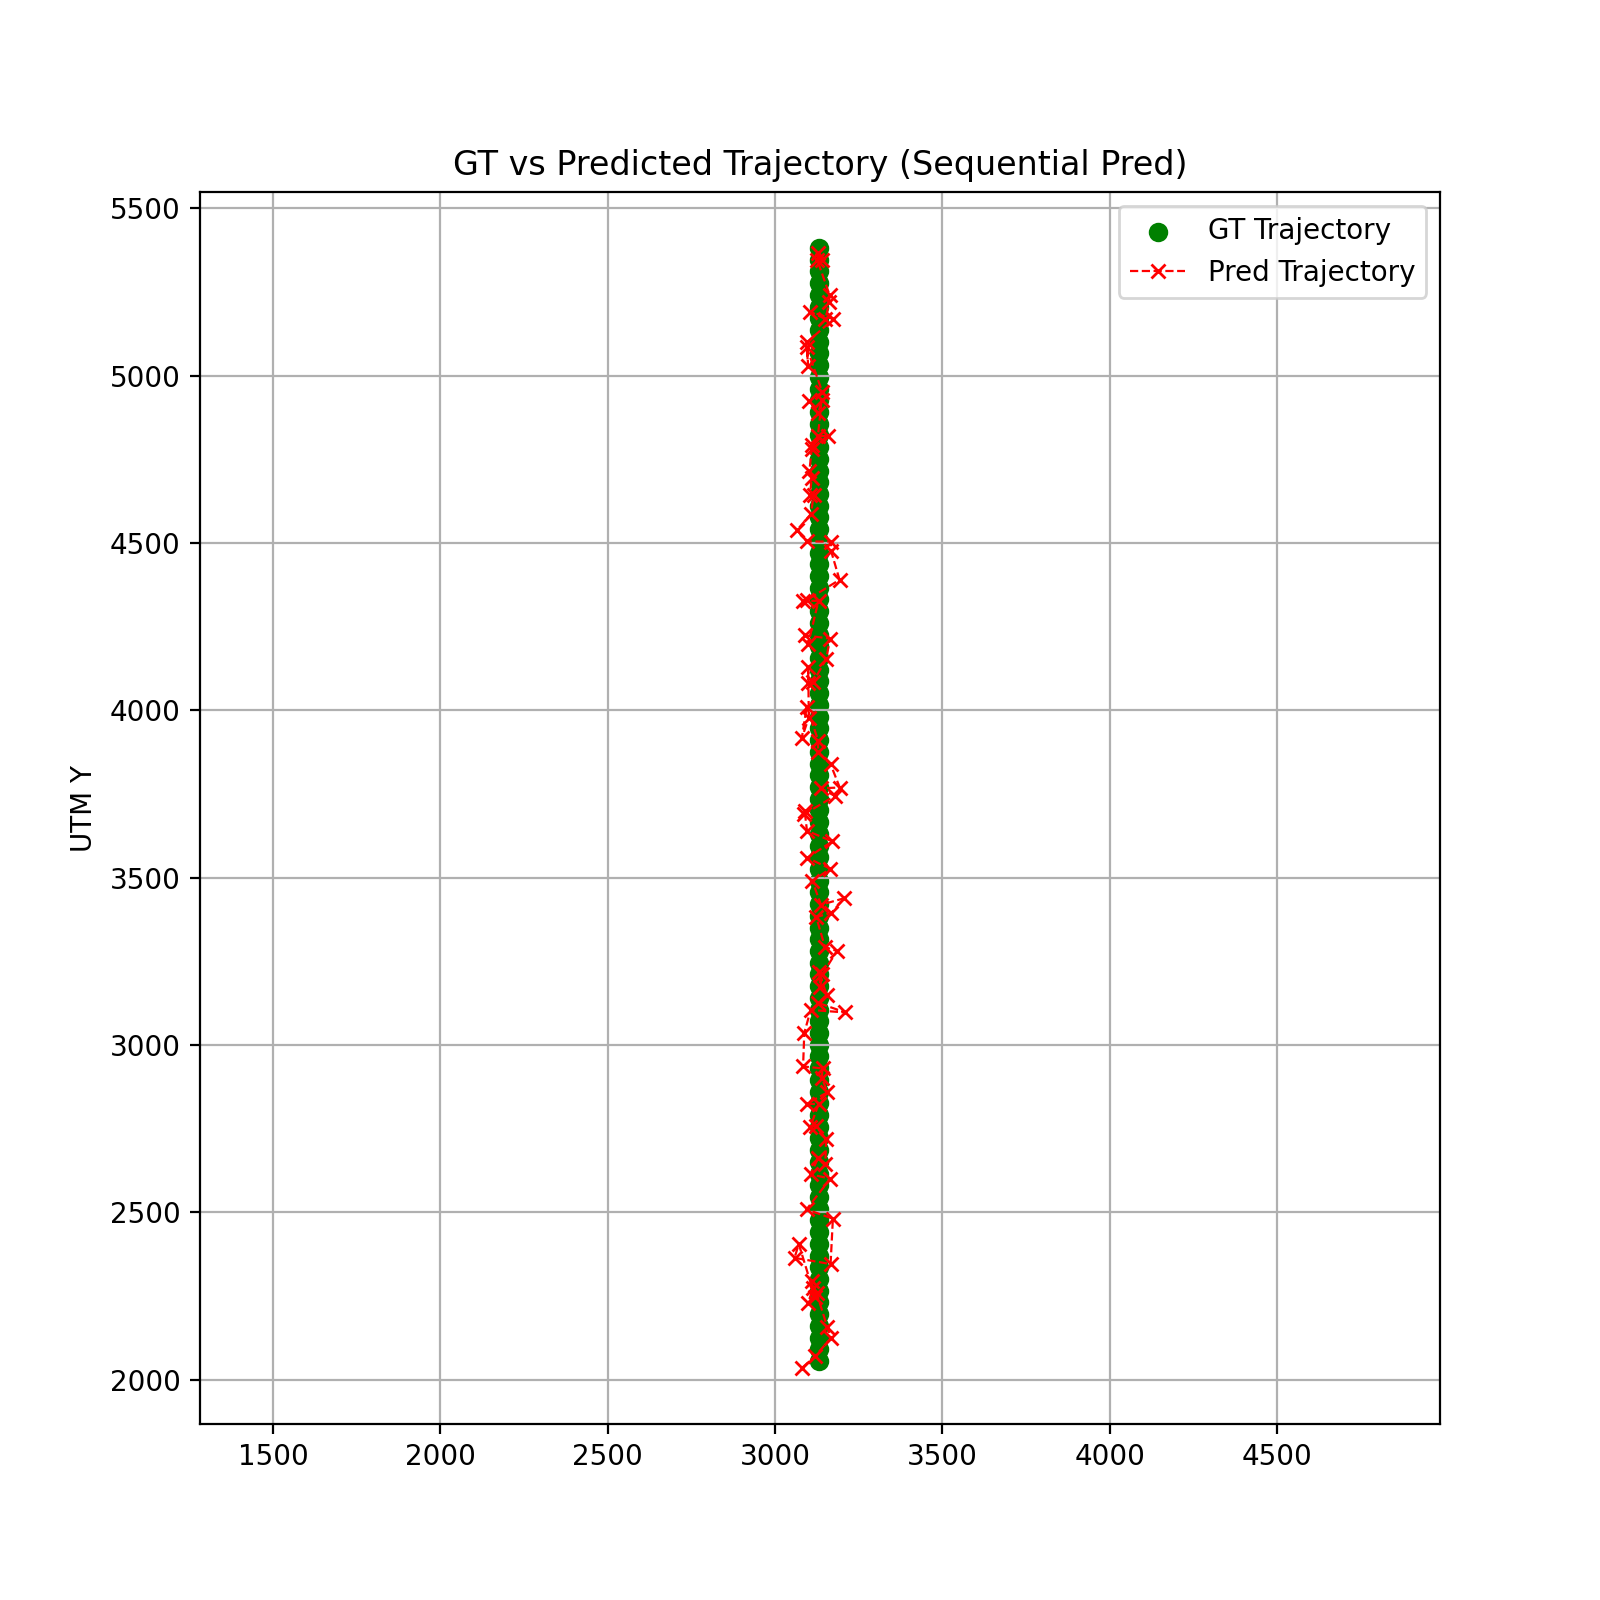 GT vs Predicted Trajectory (Sequential Pred)
GT Trajectory
Pred Trajectory
UTM Y
5500
5000
4500
4000
3500
3000
2500
2000
1500 2000 2500 3000 3500 4000 4500